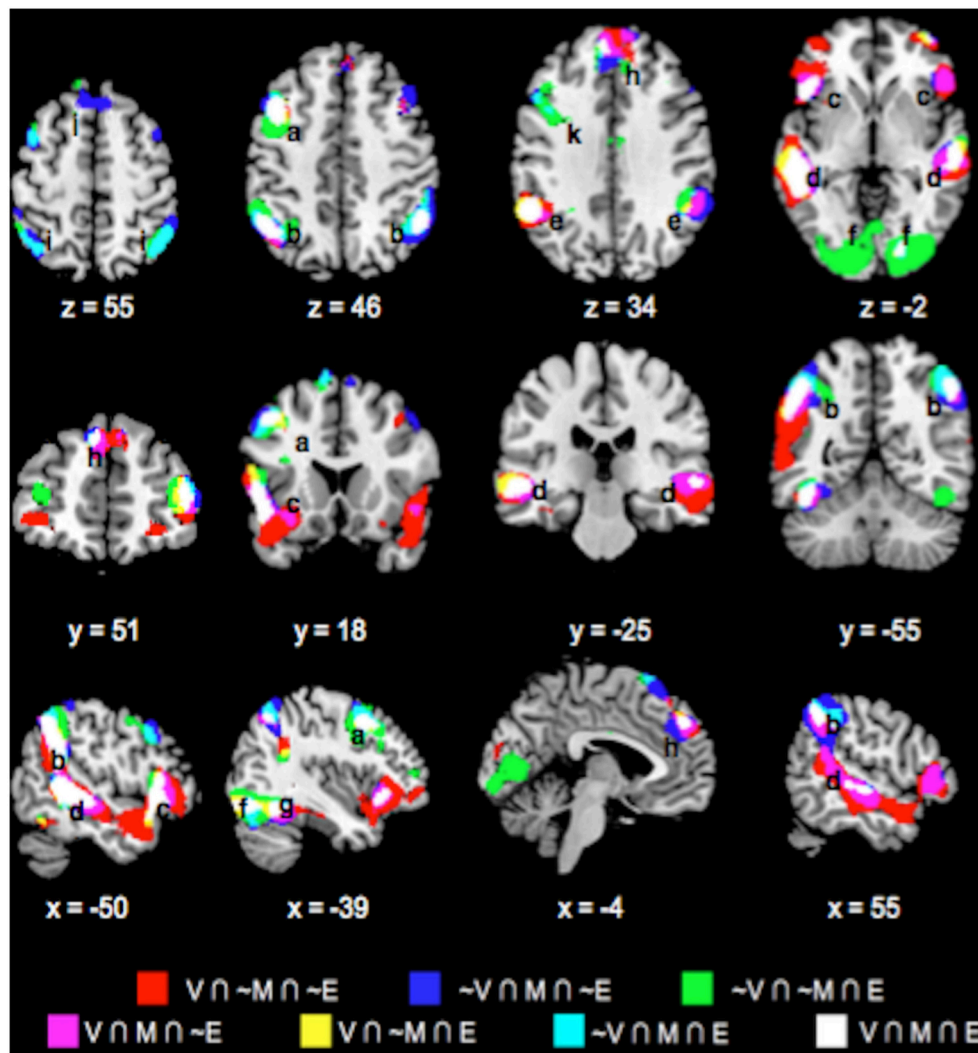 j
i i
z = 55
a
b b
z = 46
h
k
e e
z = 34
c c
d d
f f
z = -2
h
y = 51
a
c
y = 18
d d
y = -25
b b
y = -55
b
d c
x = -50
a
f g
x = -39
h
x = -4
b
d
x = 55
V ∩ ~M ∩ ~E ~V ∩ M ∩ ~E ~V ∩ ~M ∩ E
V ∩ M ∩ ~E V ∩ ~M ∩ E ~V ∩ M ∩ E V ∩ M ∩ E